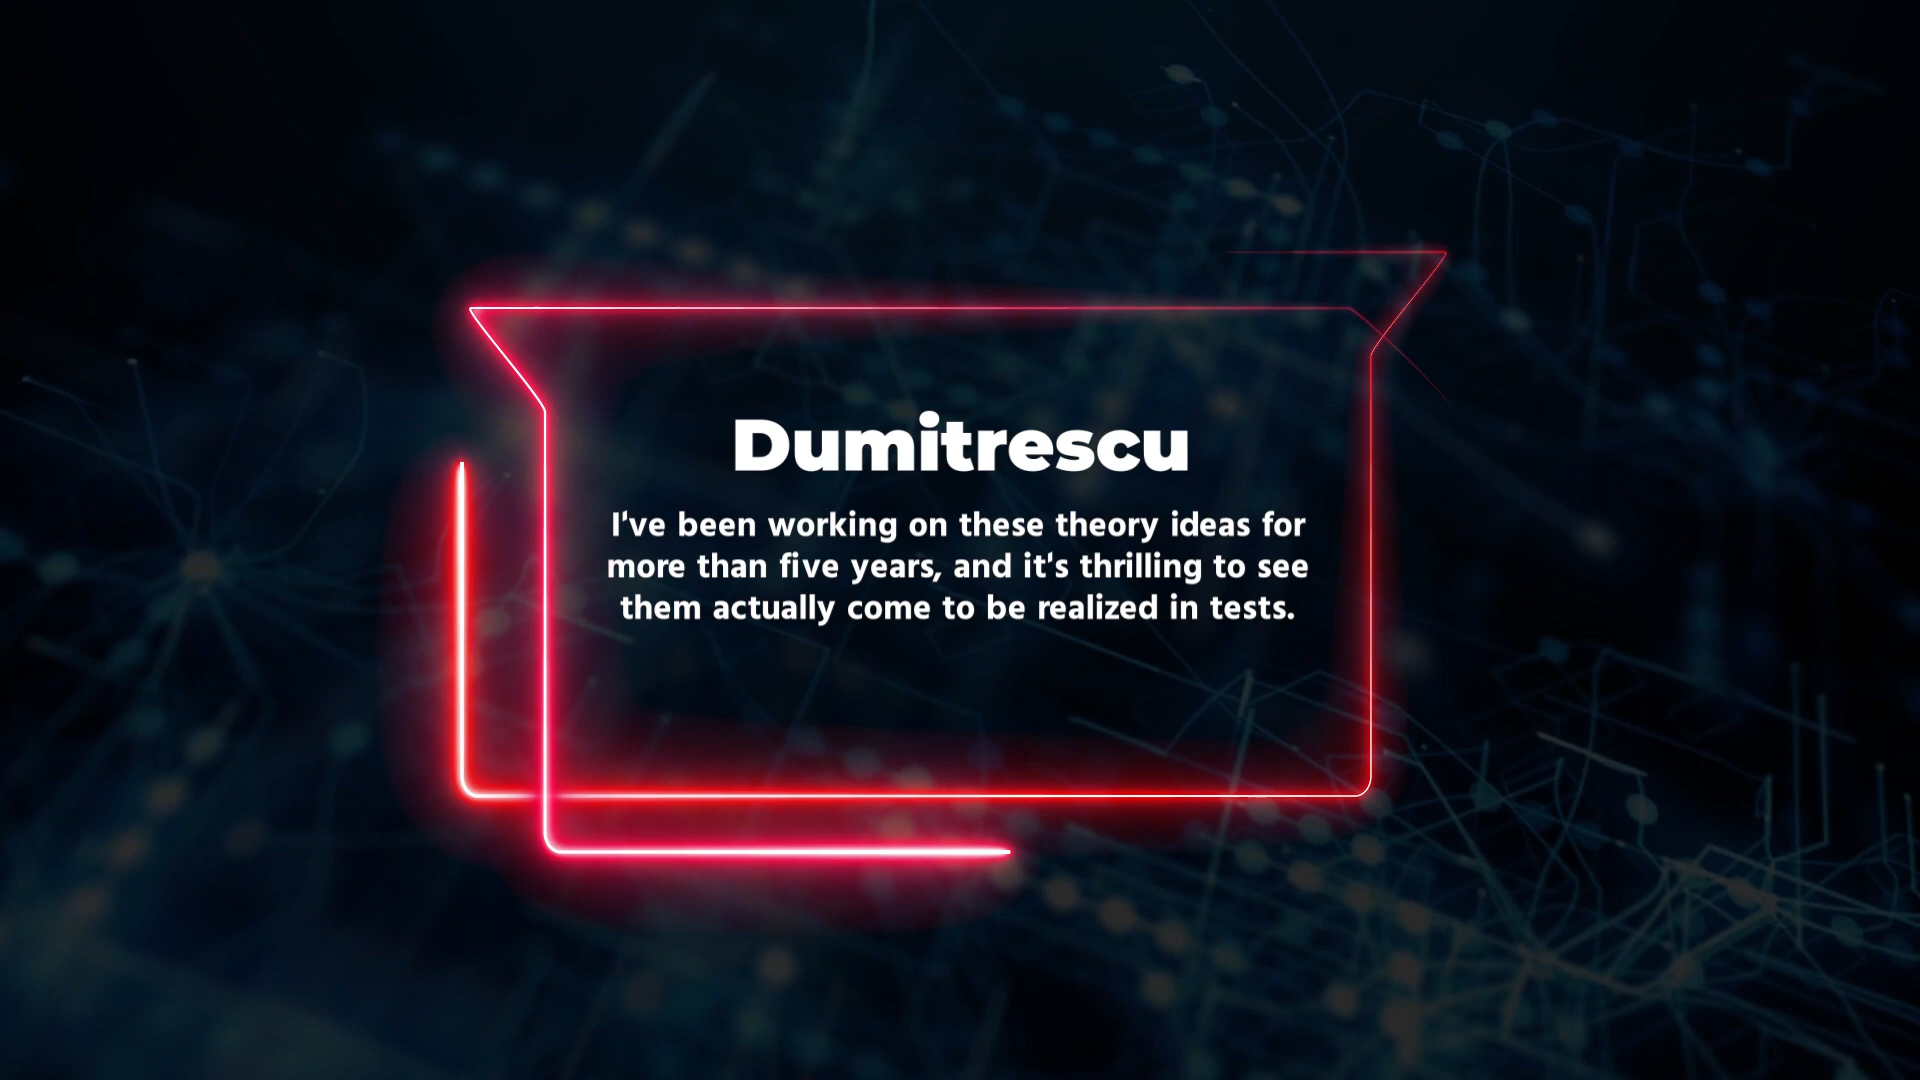 Dumitrescu
I've been working on these theory ideas for
more than five years, and it's thrilling to see
them actually come to be realized in tests.